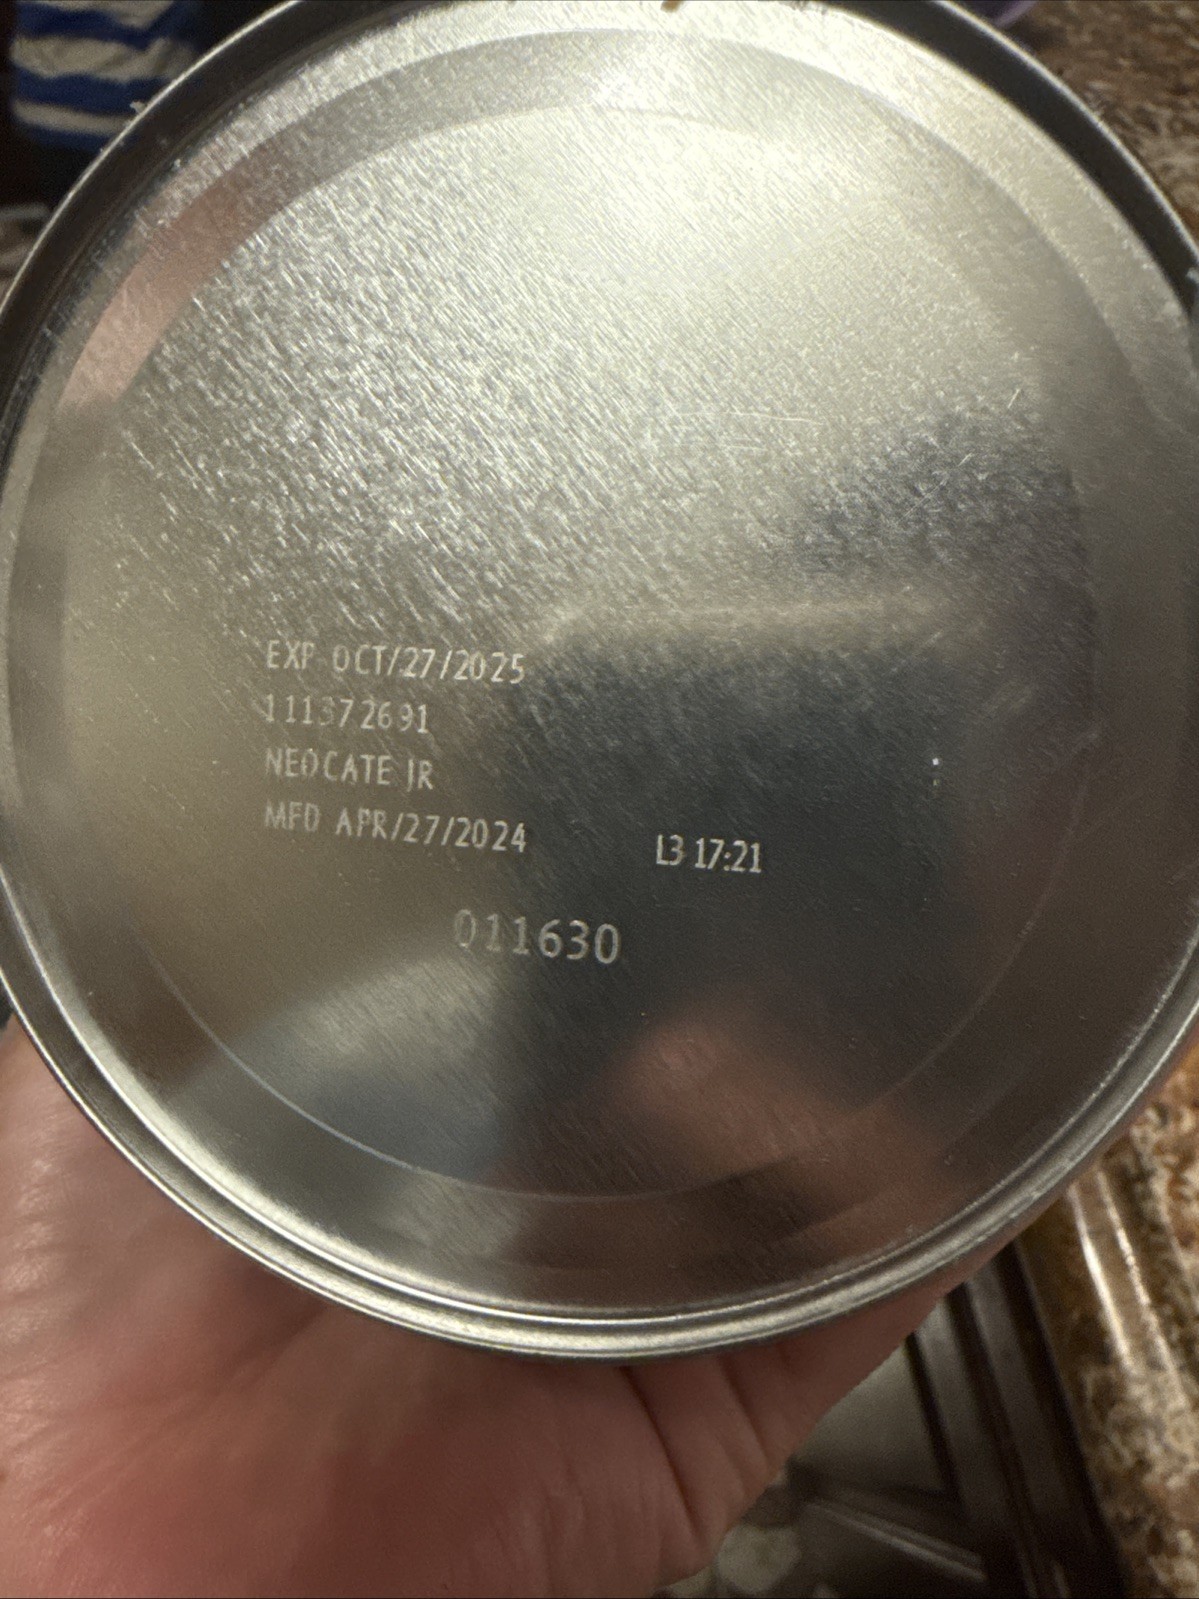 EXP OCT/27/2025
111372691
NEOCATE JR
MFD APR/27/2024
L3 17:21
011630